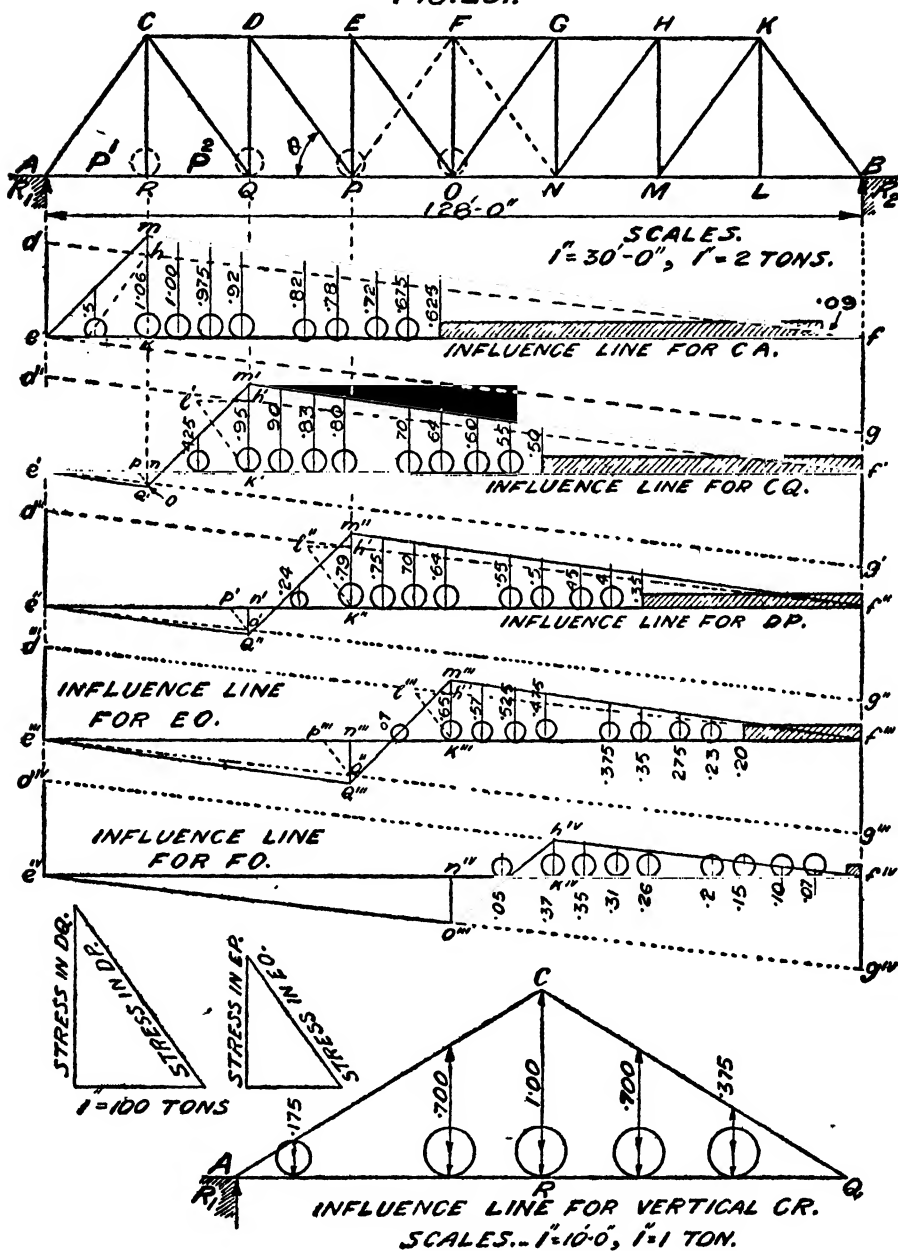 C D E F G H K
A P' P² θ B
R₁ R Q P O N M L R₂
128'-0"
SCALES.
1"=30'-0", 1"=2 TONS.
d m h
.5 1.06 1.00 .975 .92 .82 .78 .72 .675 .625 .09
e K f
INFLUENCE LINE FOR CA.
d" m' l' h' g
.425 .95 .90 .83 .80 .70 .64 .60 .55 .50
e' p n K' f'
Q' O INFLUENCE LINE FOR CQ.
d" m" l" h' g'
.24 .79 .75 .70 .64 .55 .5 .45 .4 .35
e" p' n' K" f"
Q" INFLUENCE LINE FOR DP.
d''' m''' l''' h' g"
INFLUENCE LINE
FOR EO.
.07 .65 .57 .525 .475
e''' p''' n''' K''' f'''
.375 .35 .275 .23 .20
Q''' g'''
d'ᵛ h'ᵛ
INFLUENCE LINE
FOR FO.
e'ᵛ n'ᵛ K'ᵛ f'ᵛ
.05 .37 .35 .31 .26 .2 .15 .10 .07
O''' g'ᵛ
STRESS IN DQ. STRESS IN DP. STRESS IN EP. STRESS IN EO.
1"=100 TONS
C
.175 .700 1.00 .700 .375
A R Q
R₁
INFLUENCE LINE FOR VERTICAL CR.
SCALES.. 1"=10'-0", 1"=1 TON.